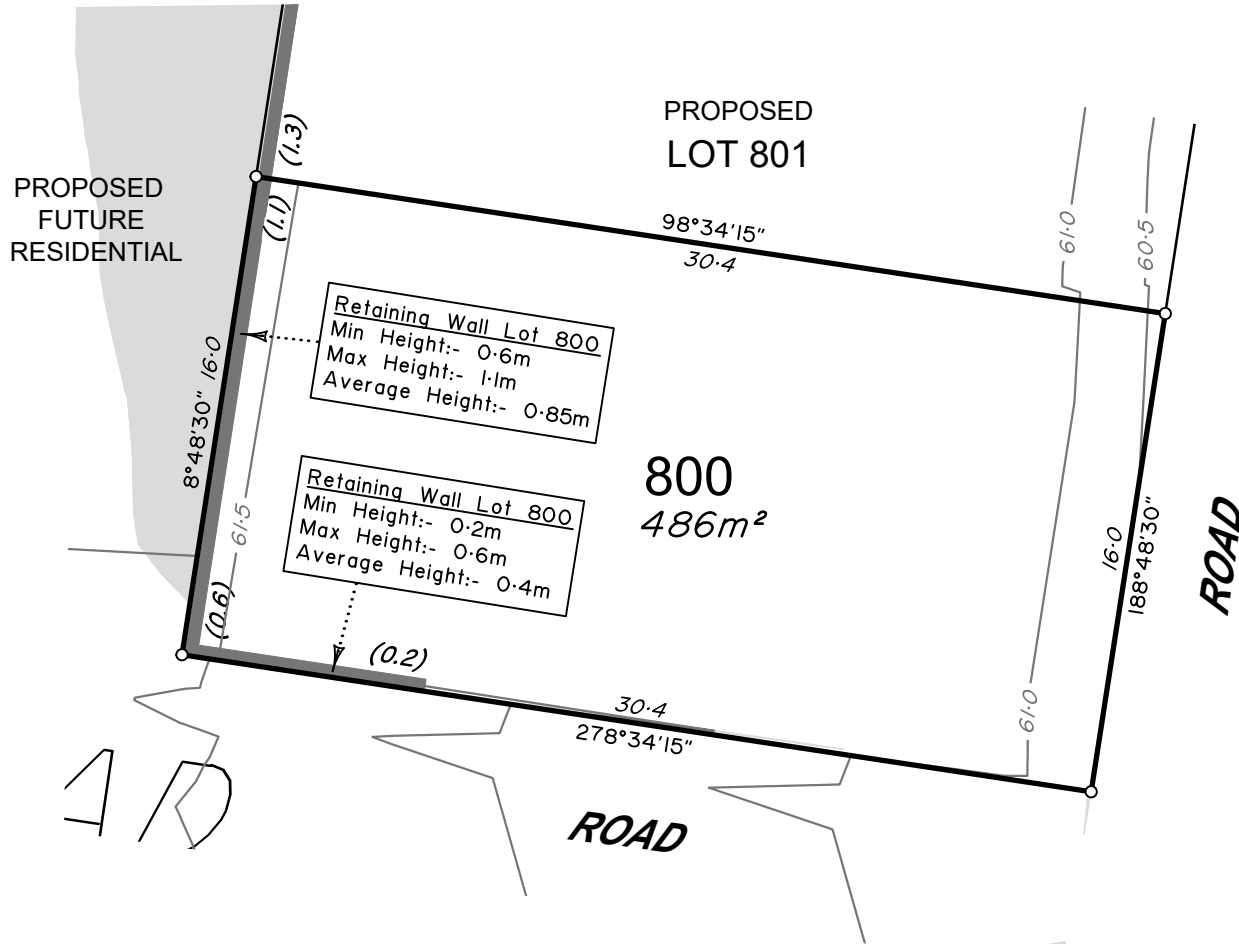 PROPOSED
LOT 801
(1.3)
PROPOSED
FUTURE
RESIDENTIAL
(1.1)
98°34'15"
30·4
61·0
60·5
Retaining Wall Lot 800
Min Height:- 0·6m
Max Height:- 1·1m
Average Height:- 0·85m
8°48'30" 16·0
61·5
Retaining Wall Lot 800
Min Height:- 0·2m
Max Height:- 0·6m
Average Height:- 0·4m
800
486m²
16·0
188°48'30"
ROAD
(0.6)
(0.2)
30·4
278°34'15"
61·0
ROAD